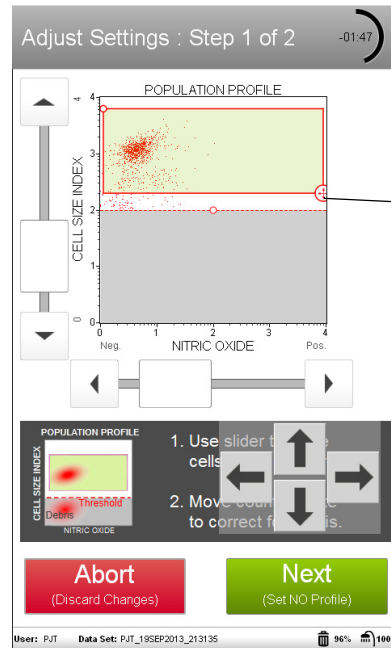 Adjust Settings : Step 1 of 2
-01:47
POPULATION PROFILE
CELL SIZE INDEX
4
0
4
3
2
1
0
0 1 2 3 4
Neg. NITRIC OXIDE Pos.
POPULATION PROFILE
CELL SIZE INDEX
Threshold
Debris
NITRIC OXIDE
1. Use slider
cells
2. Move
to correct
is.
Abort
(Discard Changes)
Next
(Set NO Profile)
User: PJT Data Set: PJT_19SEP2013_213135 96% 100